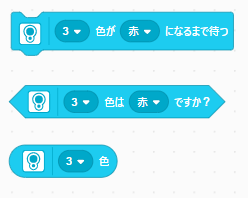 3 色が 赤 になるまで待つ
3 色は 赤 ですか？
3 色